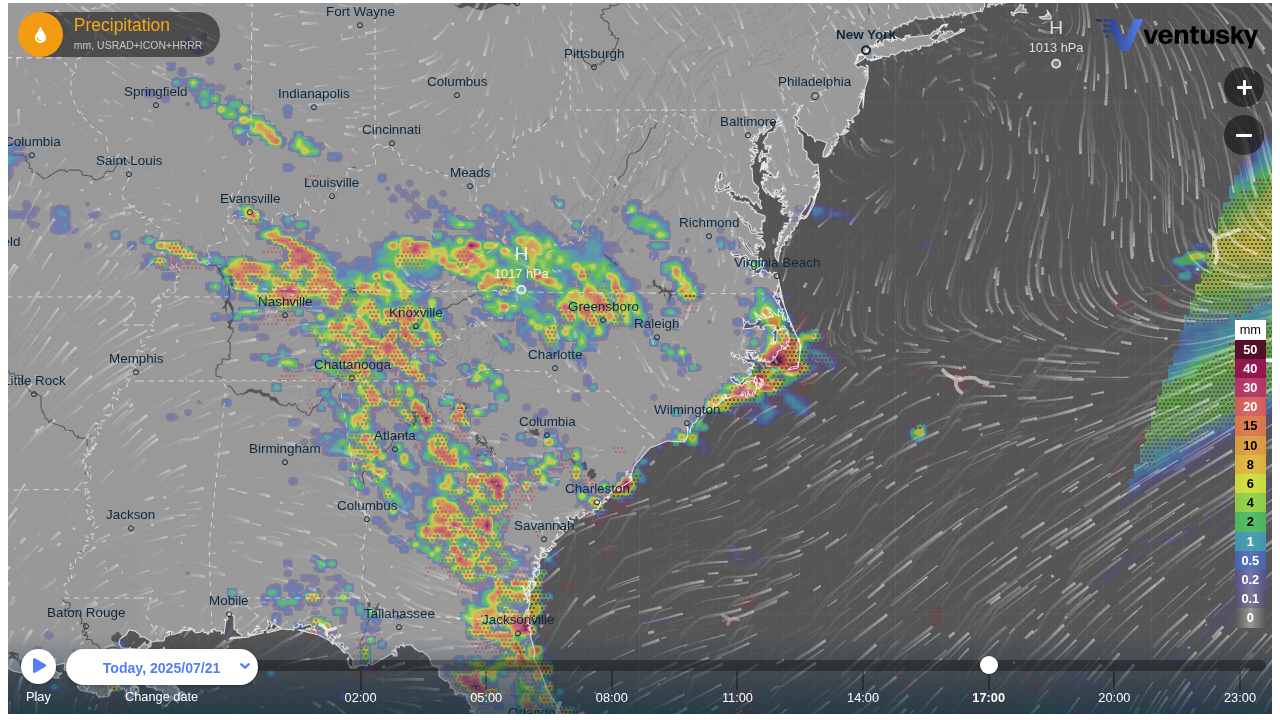 Precipitation
mm, USRAD+ICON+HRRR
Fort Wayne
New York
H
1013 hPa
ventusky
Pittsburgh
Springfield
Indianapolis
Columbus
Philadelphia
+
Baltimore
Cincinnati
Columbia
−
Saint Louis
Louisville
Meads
Evansville
Richmond
eld
H
1017 hPa
Virginia Beach
Nashville
Knoxville
Greensboro
Raleigh
mm
50
Memphis
Chattanooga
Charlotte
40
Little Rock
30
Wilmington
20
Columbia
15
Atlanta
Birmingham
10
8
Charleston
6
Columbus
4
Jackson
Savannah
2
1
0.5
0.2
Mobile
0.1
Baton Rouge
Tallahassee
Jacksonville
0
Today, 2025/07/21
Play
Change date
02:00
05:00
08:00
11:00
14:00
17:00
20:00
23:00
Orlando